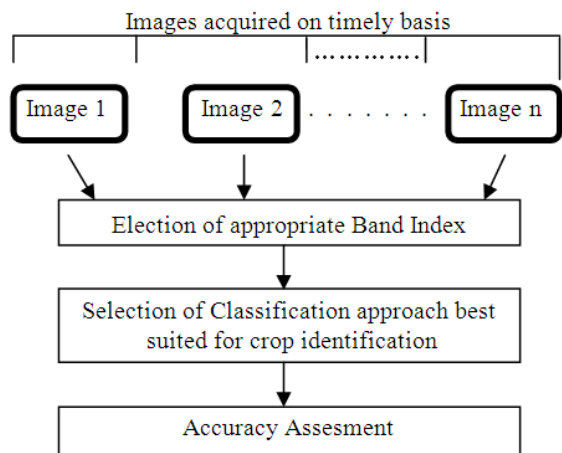 Images acquired on timely basis
………….
Image 1 Image 2 . . . . . . . Image n
Election of appropriate Band Index
Selection of Classification approach best
suited for crop identification
Accuracy Assesment